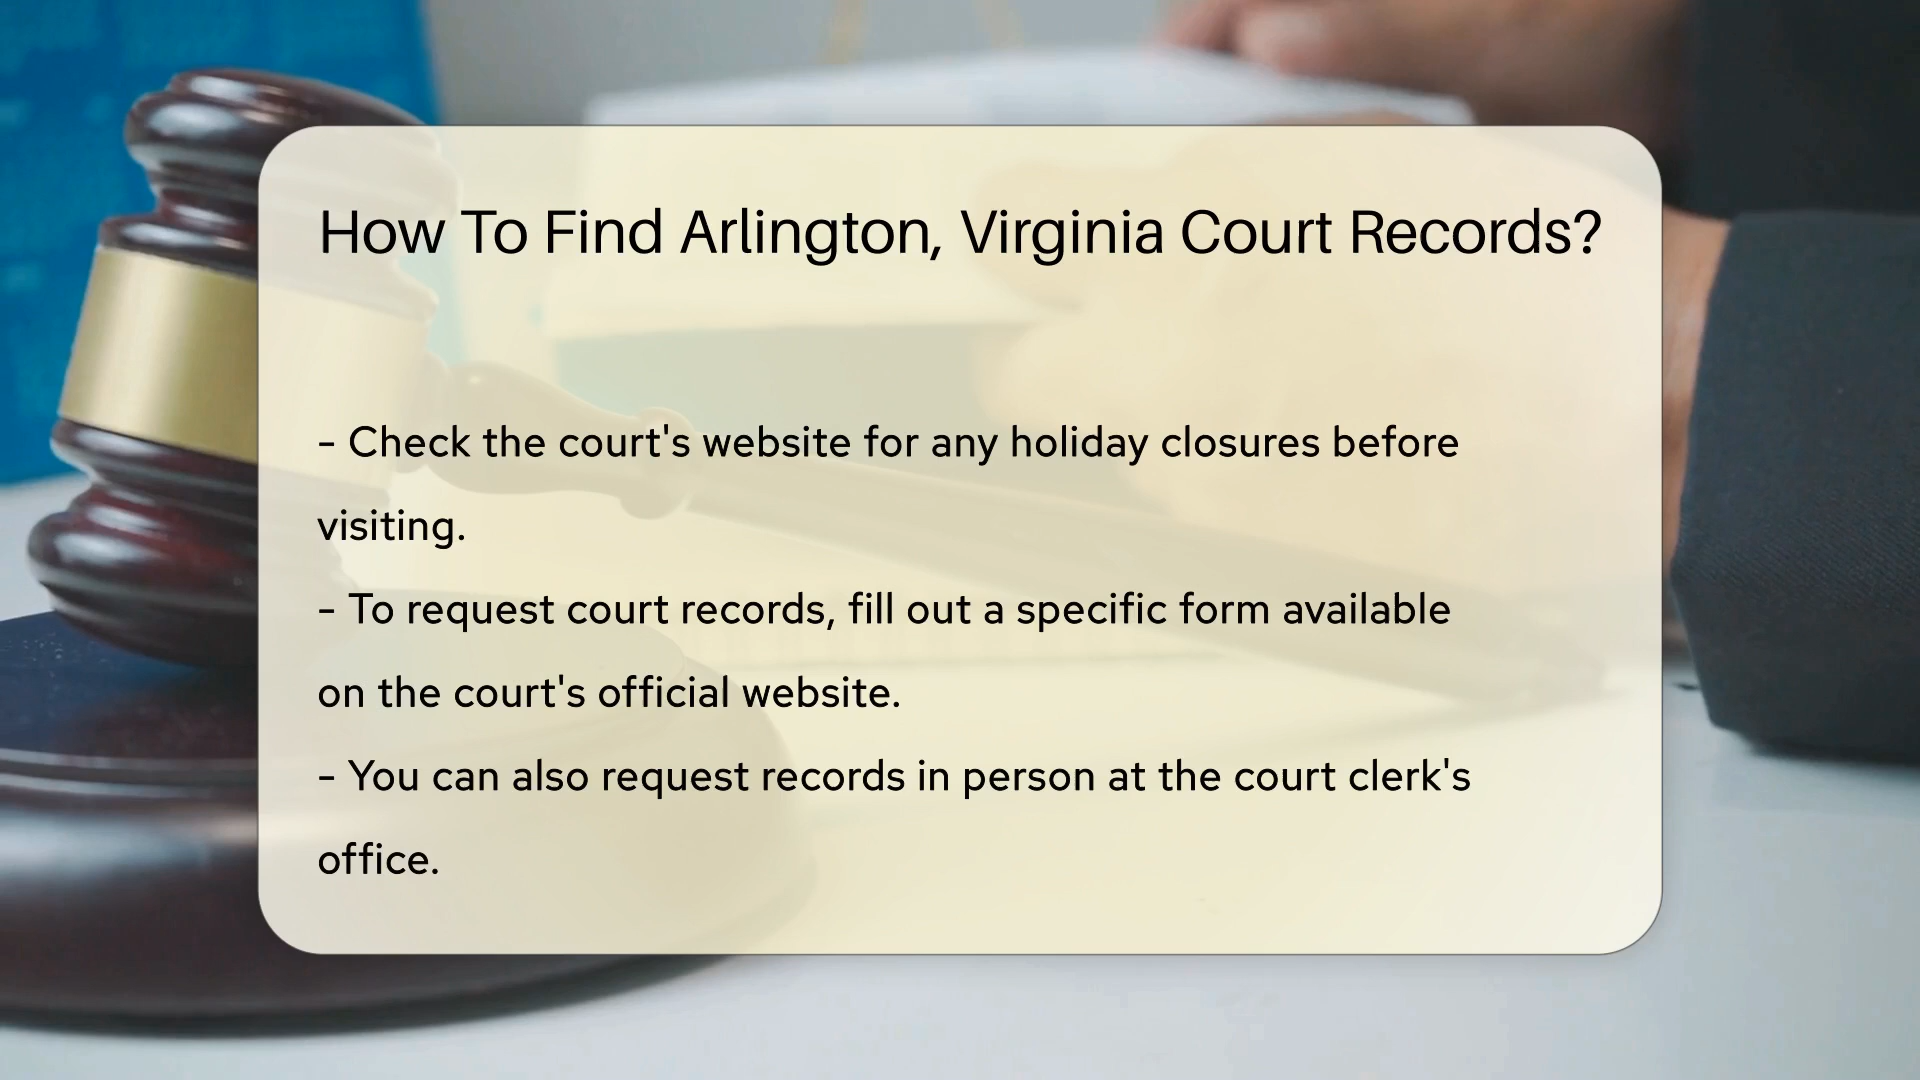 How To Find Arlington, Virginia Court Records?
- Check the court's website for any holiday closures before
visiting.
- To request court records, fill out a specific form available
on the court's official website.
- You can also request records in person at the court clerk's
office.